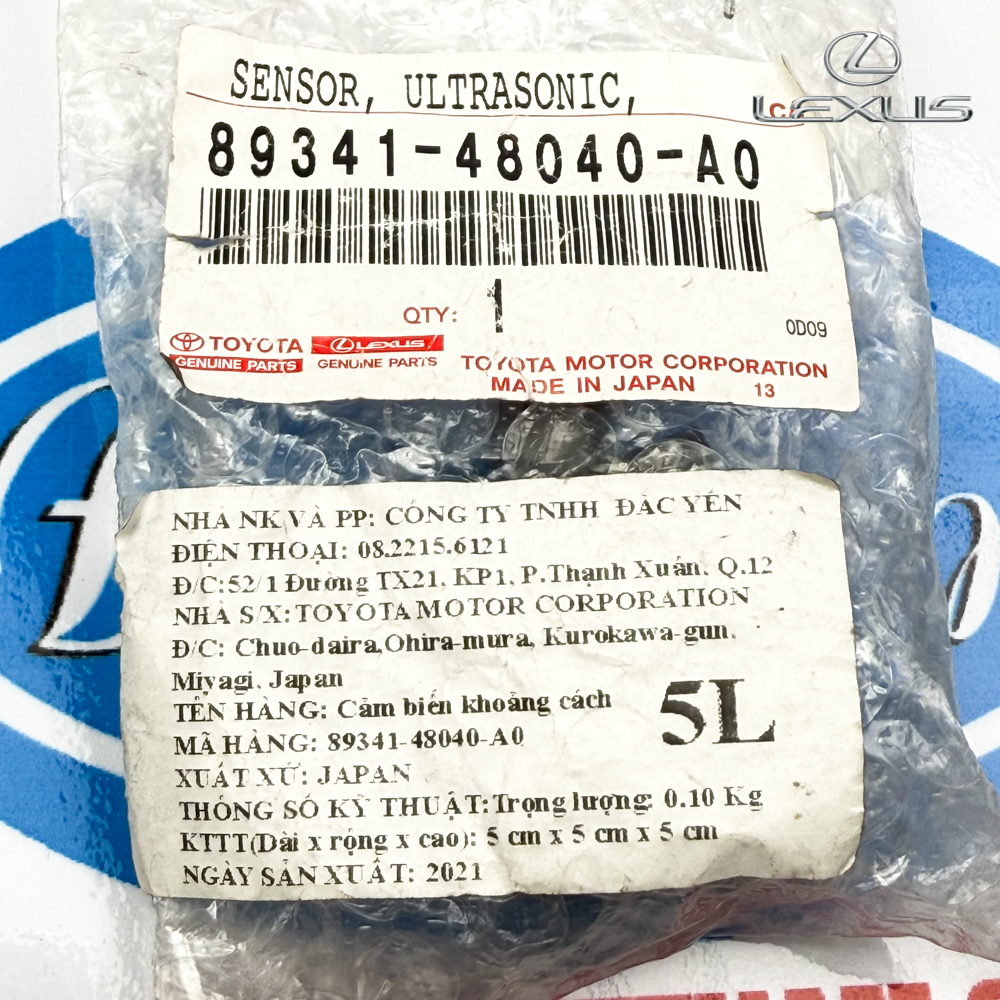 LEXUS
SENSOR, ULTRASONIC,
89341-48040-A0
QTY: 1
0D09
TOYOTA
GENUINE PARTS
LEXUS
GENUINE PARTS
TOYOTA MOTOR CORPORATION
MADE IN JAPAN 13
NHÀ NK VÀ PP: CÔNG TY TNHH ĐẮC YẾN
ĐIỆN THOẠI: 08.2215.6121
Đ/C:52/1 Đường TX21, KP1, P.Thạnh Xuân, Q.12
NHÀ S/X: TOYOTA MOTOR CORPORATION
Đ/C: Chuo-daira,Ohira-mura, Kurokawa-gun,
Miyagi, Japan
TÊN HÀNG: Cảm biến khoảng cách
5L
MÃ HÀNG: 89341-48040-A0
XUẤT XỨ: JAPAN
THÔNG SỐ KỸ THUẬT:Trọng lượng: 0.10 Kg
KTTT(Dài x rộng x cao): 5 cm x 5 cm x 5 cm
NGÀY SẢN XUẤT: 2021